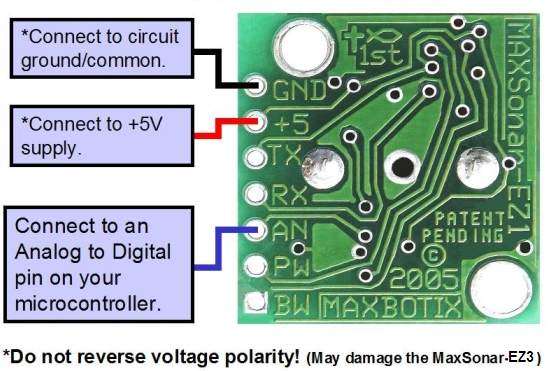 *Connect to circuit
ground/common.
*Connect to +5V
supply.
Connect to an
Analog to Digital
pin on your
microcontroller.
1st
GND
+5
TX
RX
AN
PW
BW
MAXBOTIX
MAXSonar-EZ1
PATENT
PENDING
©
2005
*Do not reverse voltage polarity! (May damage the MaxSonar-EZ3)